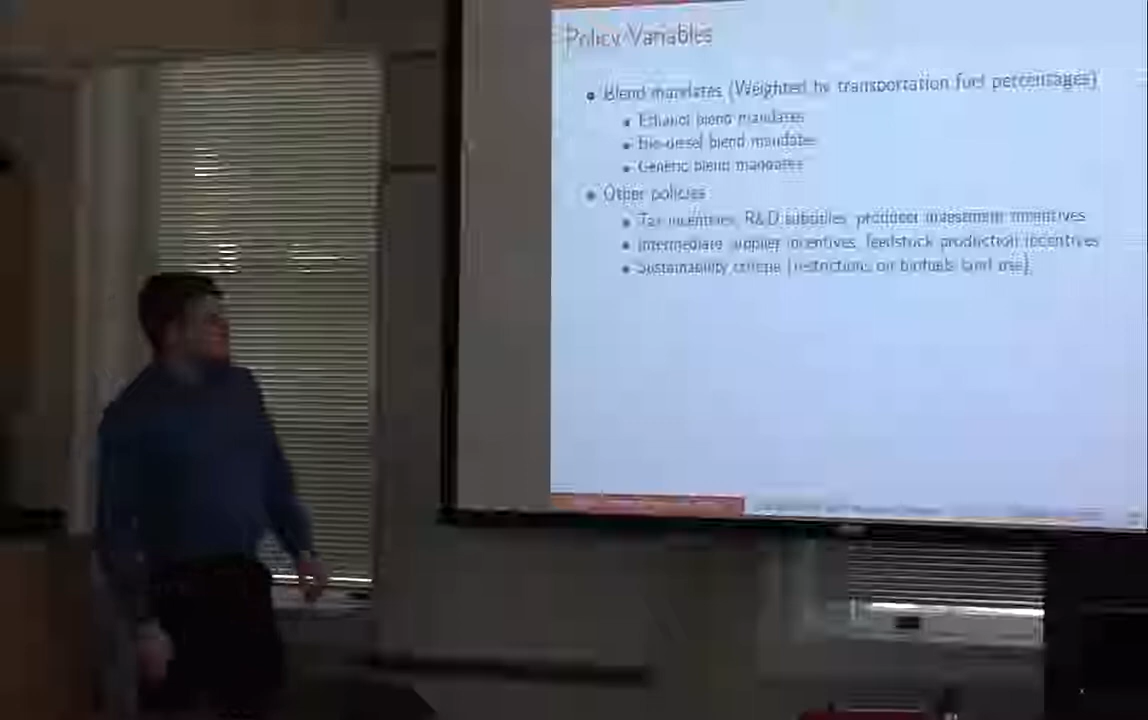 Policy Variables
Blend mandates (Weighted by transportation fuel percentages)
Ethanol blend mandates
Bio-diesel blend mandates
Generic blend mandates
Other policies
Tax incentives, R&D subsidies, producer investment incentives
Intermediate supplier incentives, feedstock production incentives
Sustainability criteria (restrictions on biofuels land use)